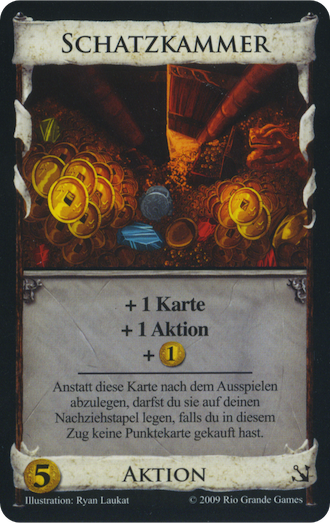 SCHATZKAMMER
+ 1 Karte
+ 1 Aktion
+ 1
Anstatt diese Karte nach dem Ausspielen
abzulegen, darfst du sie auf deinen
Nachziehstapel legen, falls du in diesem
Zug keine Punktekarte gekauft hast.
5 AKTION
Illustration: Ryan Laukat © 2009 Rio Grande Games